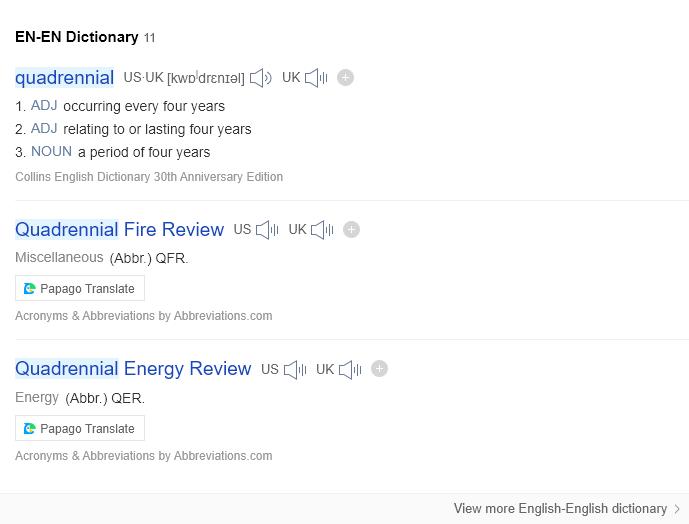 EN-EN Dictionary 11
quadrennial US·UK [kwɒˈdrɛnɪəl] UK
1. ADJ occurring every four years
2. ADJ relating to or lasting four years
3. NOUN a period of four years
Collins English Dictionary 30th Anniversary Edition
Quadrennial Fire Review US UK
Miscellaneous (Abbr.) QFR.
Papago Translate
Acronyms & Abbreviations by Abbreviations.com
Quadrennial Energy Review US UK
Energy (Abbr.) QER.
Papago Translate
Acronyms & Abbreviations by Abbreviations.com
View more English-English dictionary